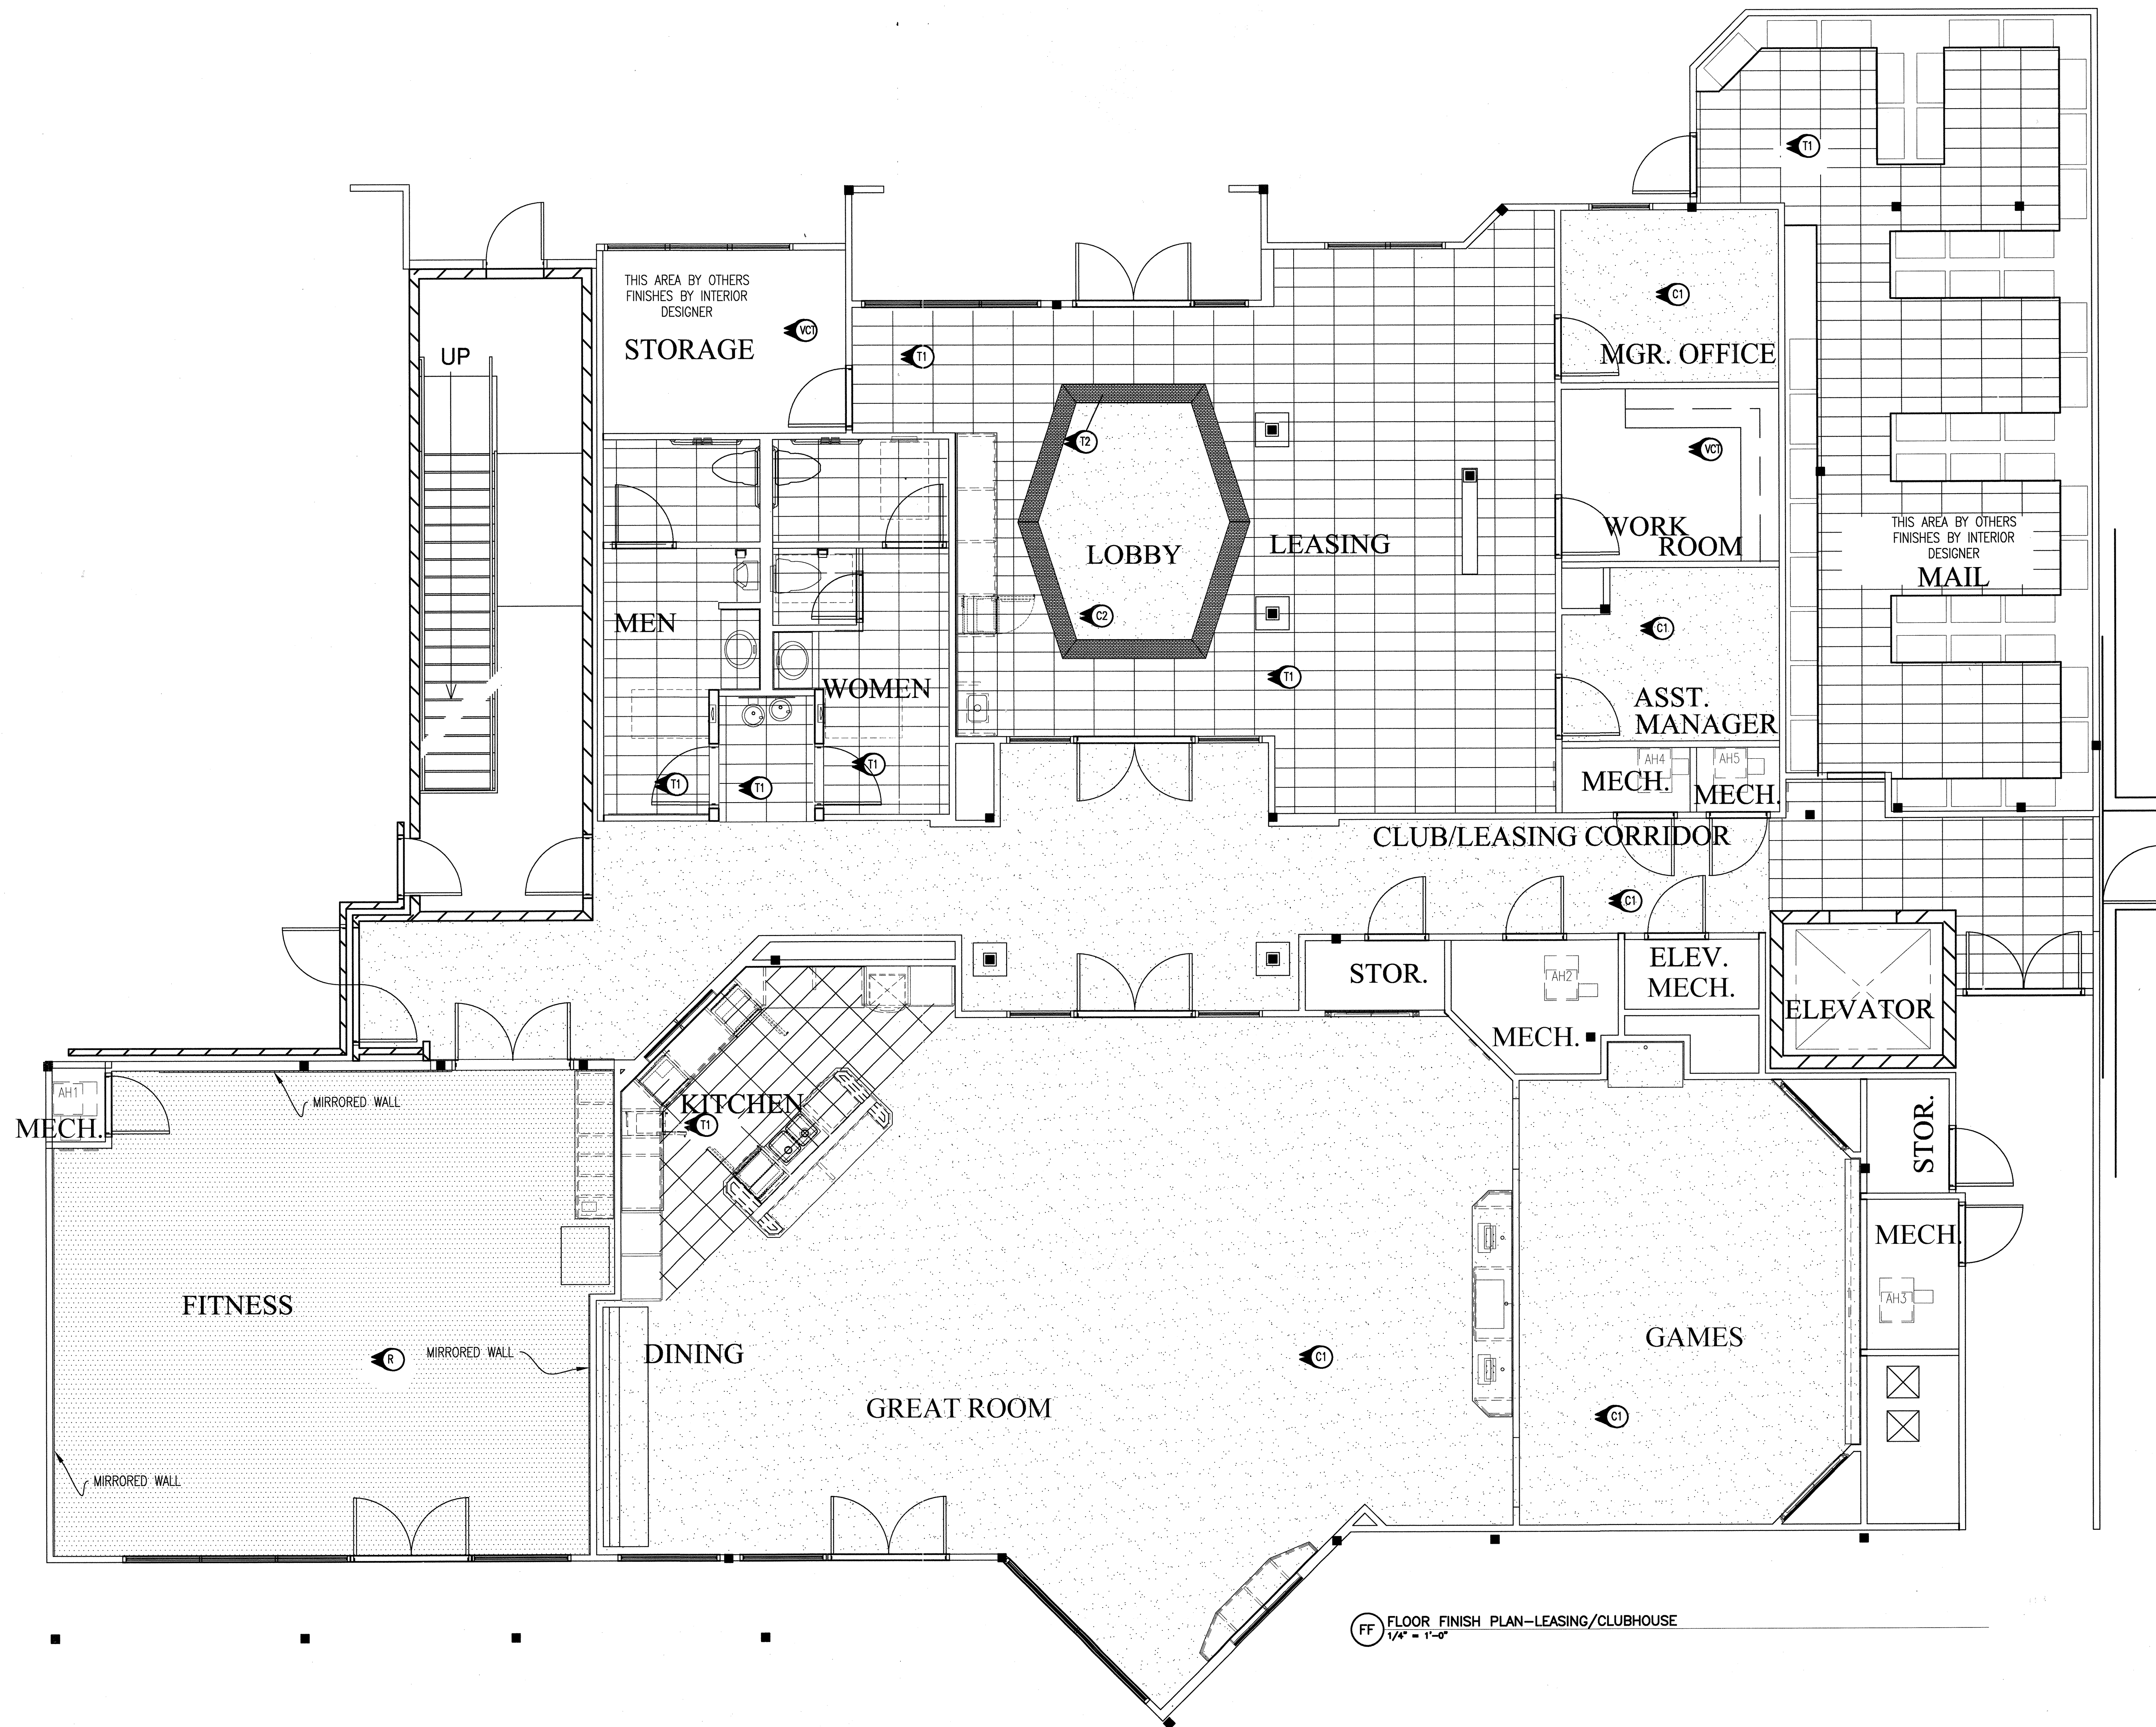 T1
UP
THIS AREA BY OTHERS
FINISHES BY INTERIOR
DESIGNER
STORAGE
VCT
T1
C1
MGR. OFFICE
T2
LOBBY
C2
LEASING
T1
VCT
WORK
ROOM
THIS AREA BY OTHERS
FINISHES BY INTERIOR
DESIGNER
MAIL
C1
ASST.
MANAGER
MEN
WOMEN
T1
T1
T1
AH4
MECH.
AH5
MECH.
CLUB/LEASING CORRIDOR
C1
STOR.
AH2
MECH.
ELEV.
MECH.
ELEVATOR
AH1
MECH.
MIRRORED WALL
KITCHEN
T1
STOR.
MECH.
AH3
FITNESS
R
MIRRORED WALL
MIRRORED WALL
DINING
GREAT ROOM
C1
GAMES
C1
FF
FLOOR FINISH PLAN-LEASING/CLUBHOUSE
1/4" = 1'-0"